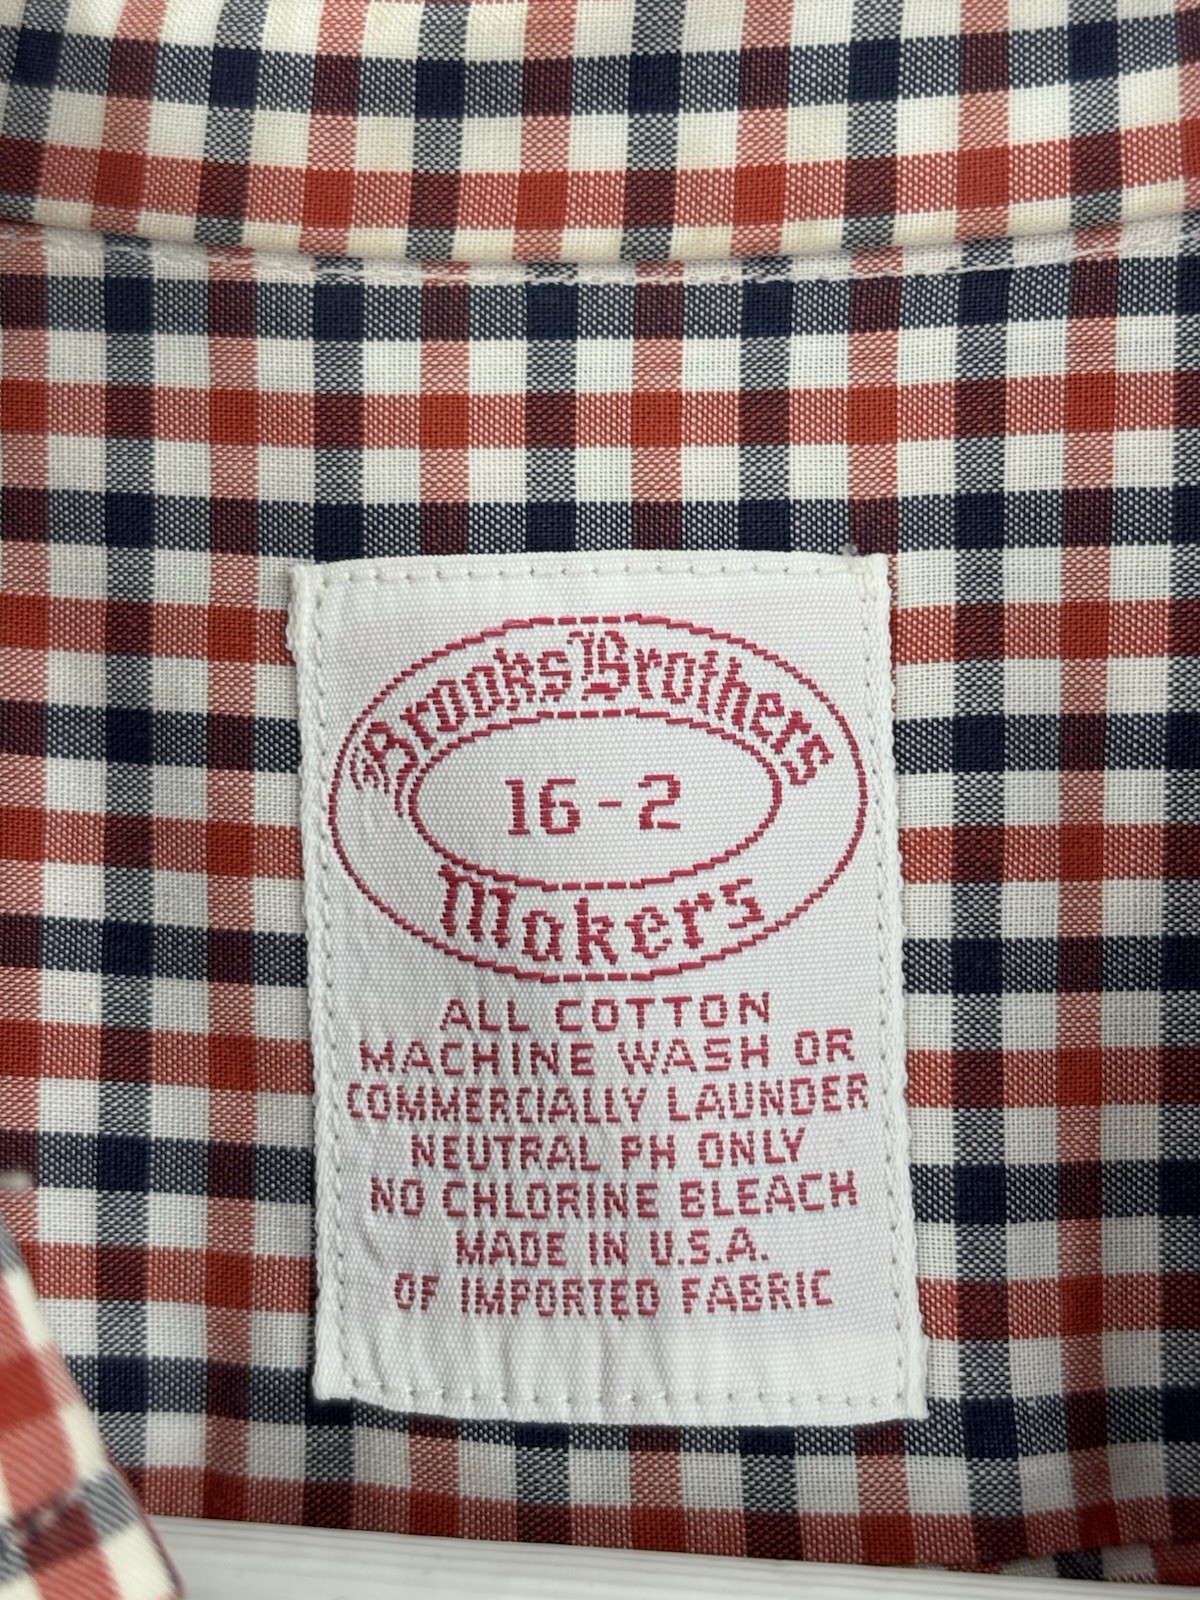 Brooks Brothers
16-2
Makers
ALL COTTON
MACHINE WASH OR
COMMERCIALLY LAUNDER
NEUTRAL PH ONLY
NO CHLORINE BLEACH
MADE IN U.S.A.
OF IMPORTED FABRIC